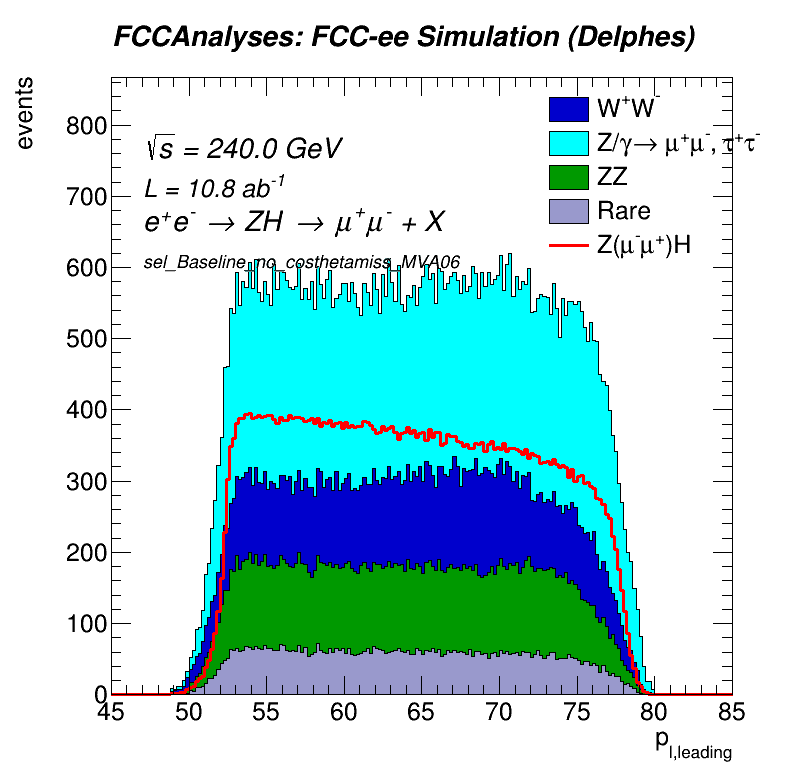 FCCAnalyses: FCC-ee Simulation (Delphes)
events
√s = 240.0 GeV
L = 10.8 ab⁻¹
e⁺e⁻ → ZH → μ⁺μ⁻ + X
sel_Baseline_no_costhetamiss_MVA06
W⁺W⁻
Z/γ→ μ⁺μ⁻, τ⁺τ⁻
ZZ
Rare
Z(μ⁻μ⁺)H
800
700
600
500
400
300
200
100
0
45 50 55 60 65 70 75 80 85
p_l,leading